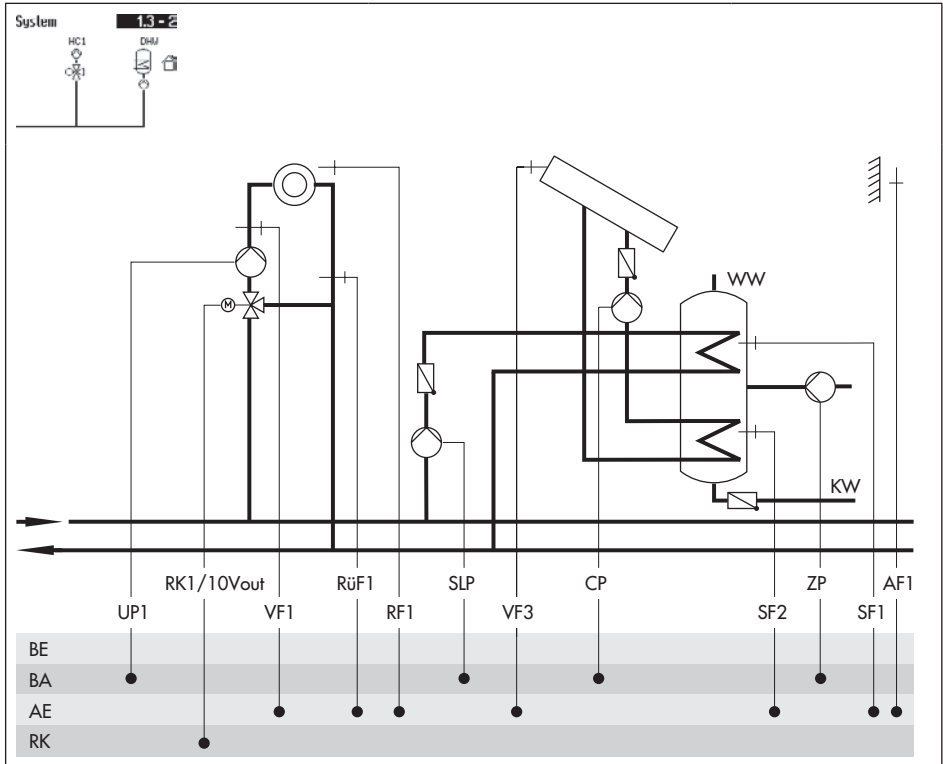 System 1.3 - 2
HC1 DHW
WW
M
KW
RK1/10Vout RüF1 SLP CP ZP AF1
UP1 VF1 RF1 VF3 SF2 SF1
BE
BA
AE
RK